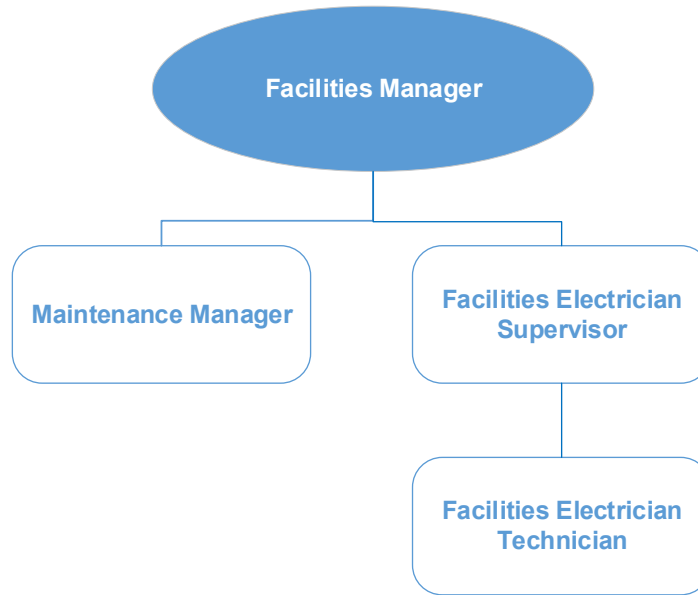 Facilities Manager
Maintenance Manager
Facilities Electrician
Supervisor
Facilities Electrician
Technician